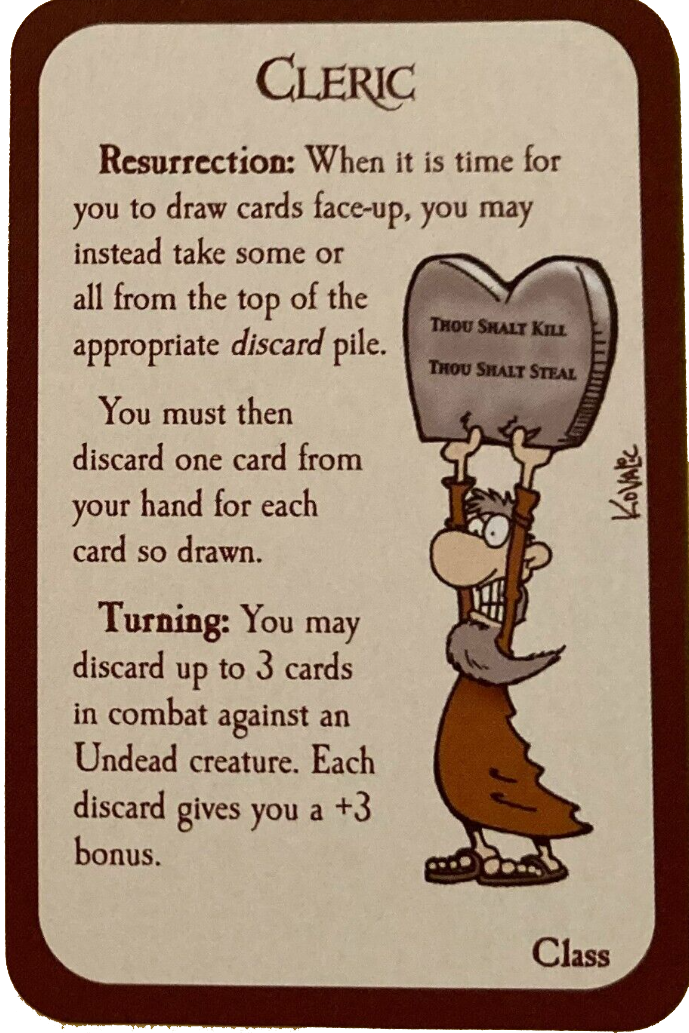 CLERIC
Resurrection: When it is time for
you to draw cards face-up, you may
instead take some or
all from the top of the
appropriate discard pile.
You must then
discard one card from
your hand for each
card so drawn.
Turning: You may
discard up to 3 cards
in combat against an
Undead creature. Each
discard gives you a +3
bonus.
THOU SHALT KILL
THOU SHALT STEAL
KOVALIC
Class